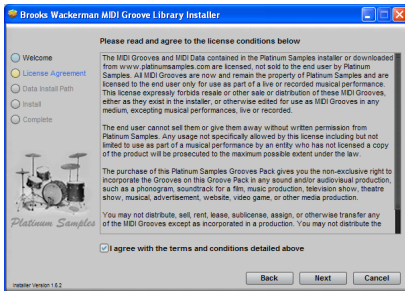 Brooks Wackerman MIDI Groove Library Installer
Please read and agree to the license conditions below
Welcome
License Agreement
Data Install Path
Install
Complete
The MIDI Grooves and MIDI Data contained in the Platinum Samples installer or downloaded
from www.platinumsamples.com are licensed, not sold to the end user by Platinum
Samples. All MIDI Grooves are now and remain the property of Platinum Samples and are
licensed to the end user only for use as part of a live or recorded musical performance.
This license expressly forbids resale or other sale or distribution of these MIDI Grooves,
either as they exist in the installer, or otherwise edited for use as MIDI Grooves in any
medium, excepting musical performances, live or recorded.
The end user cannot sell them or give them away without written permission from
Platinum Samples. Any usage not specifically allowed by this license including but not
limited to use as part of a musical performance by an entity who has not licensed a copy
of the product will be prosecuted to the maximum possible extent under the law.
The purchase of this Platinum Samples Grooves Pack gives you the non-exclusive right to
incorporate the Grooves on this Groove Pack in any sound and/or audiovisual production,
such as a phonogram, soundtrack for a film, music production, television show, theatre
show, musical, advertisement, website, video game, or other media production.
You may not distribute, sell, rent, lease, sublicense, assign, or otherwise transfer any
of the MIDI Grooves except as incorporated in a production. You may not distribute the
I agree with the terms and conditions detailed above
Platinum Samples
Back
Next
Cancel
Installer Version 1.6.2